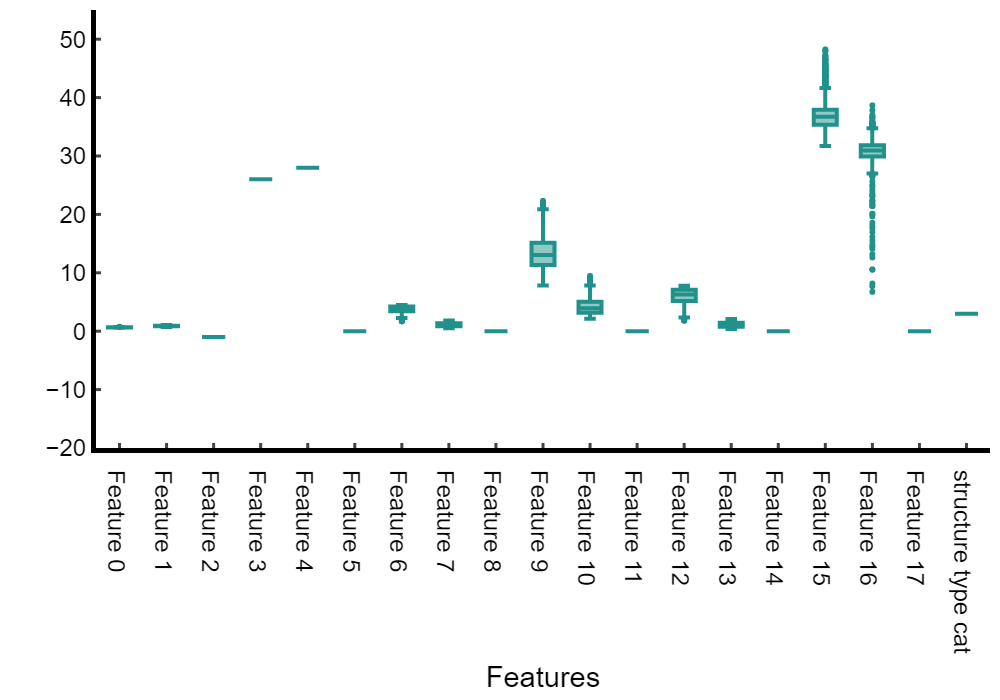 50
40
30
20
10
0
−10
−20
Feature 0
Feature 1
Feature 2
Feature 3
Feature 4
Feature 5
Feature 6
Feature 7
Feature 8
Feature 9
Feature 10
Feature 11
Feature 12
Feature 13
Feature 14
Feature 15
Feature 16
Feature 17
structure type cat
Features